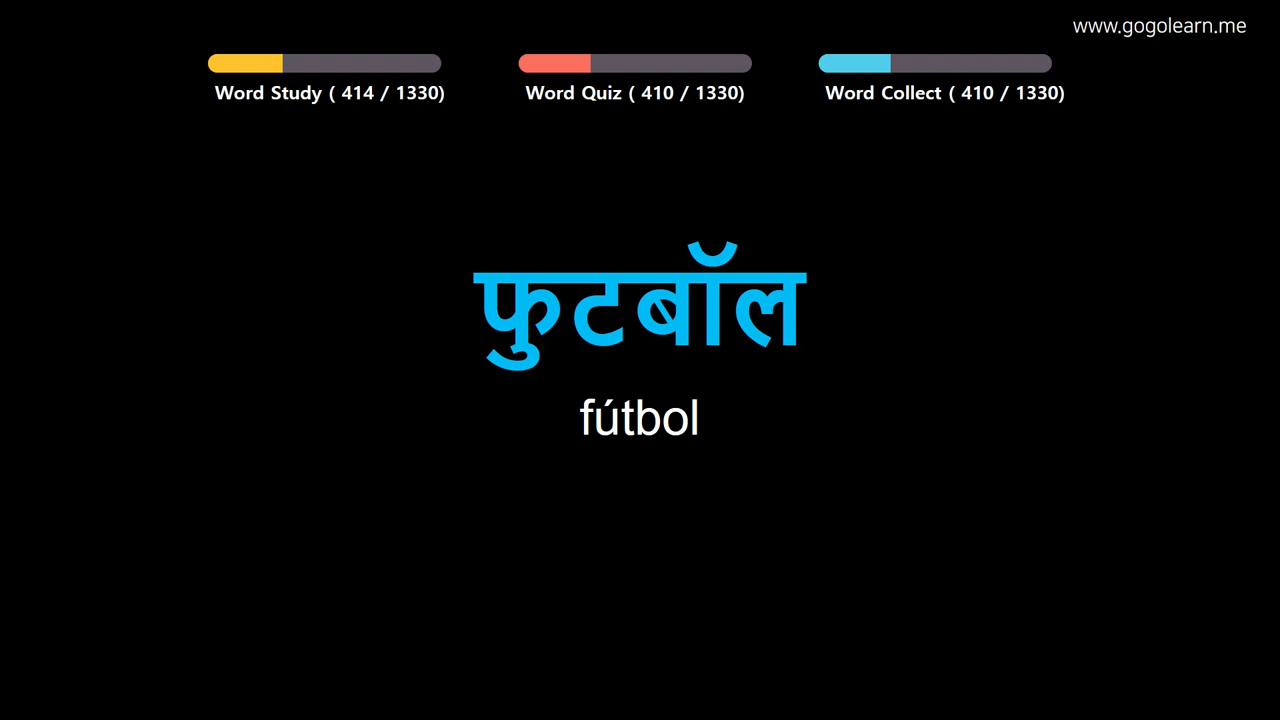 www.gogolearn.me
Word Study ( 414 / 1330)
Word Quiz ( 410 / 1330)
Word Collect ( 410 / 1330)
फुटबॉल
fútbol